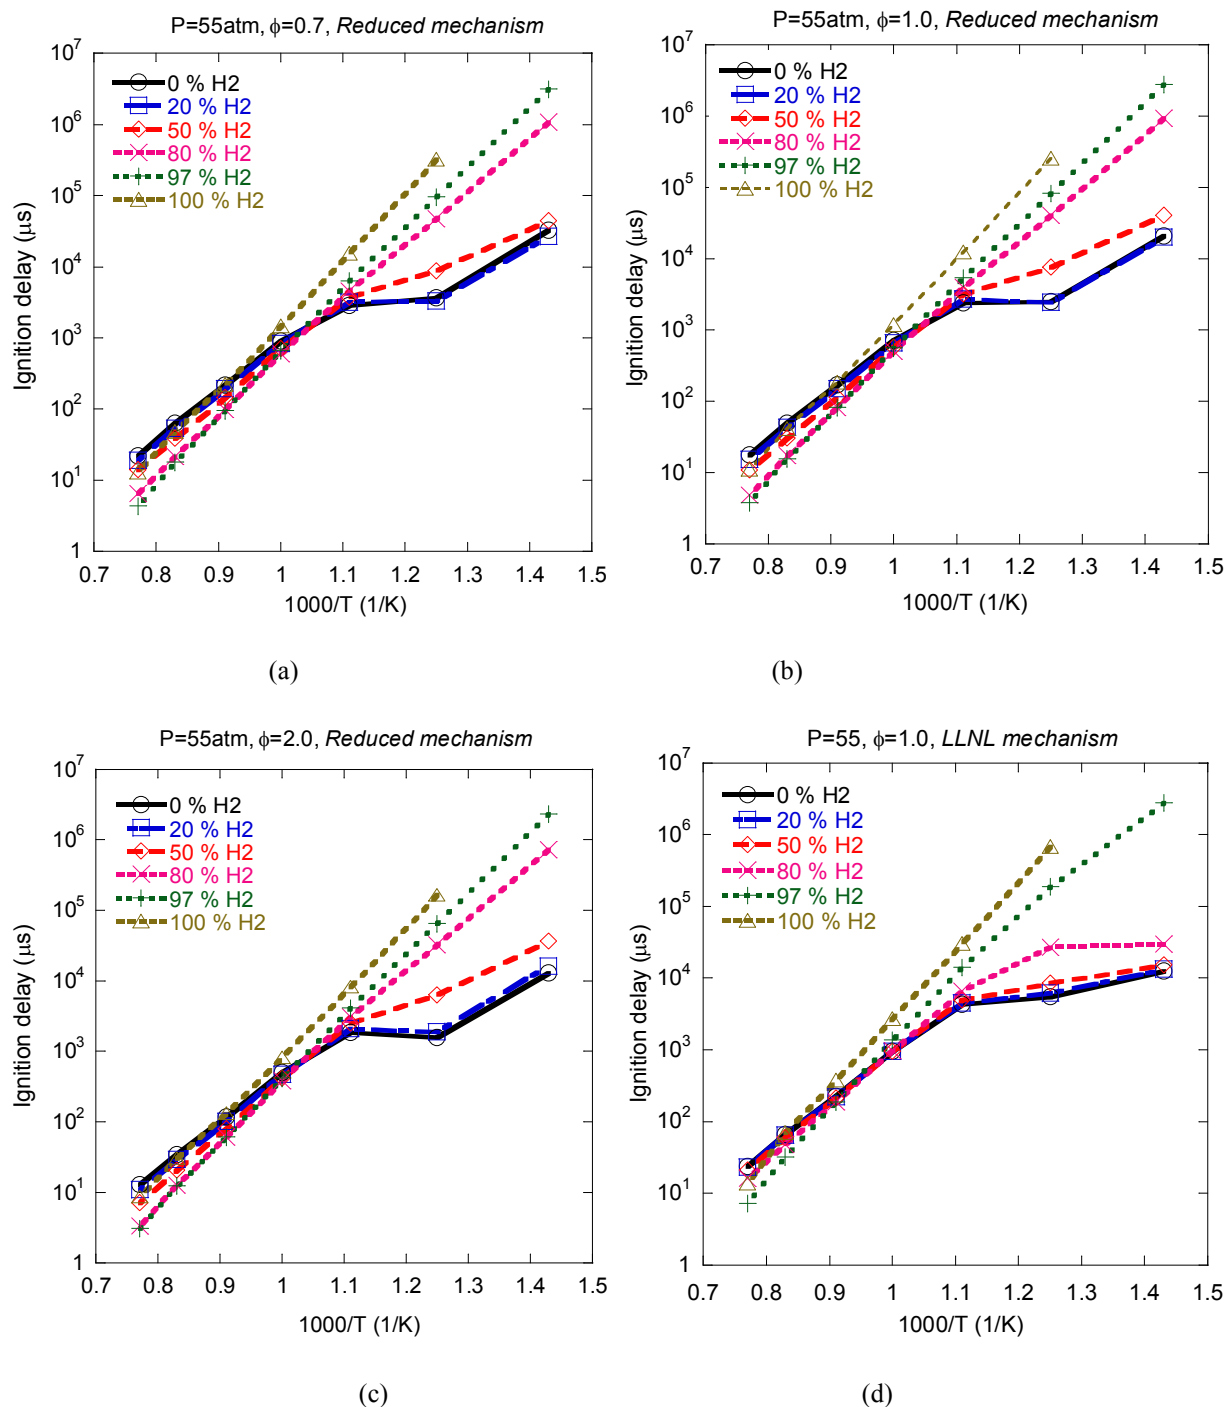 P=55atm, ϕ=0.7, Reduced mechanism
10^7
10^6
10^5
10^4
10^3
10^2
10^1
1
Ignition delay (μs)
0 % H2
20 % H2
50 % H2
80 % H2
97 % H2
100 % H2
0.7 0.8 0.9 1 1.1 1.2 1.3 1.4 1.5
1000/T (1/K)
(a)
P=55atm, ϕ=1.0, Reduced mechanism
10^7
10^6
10^5
10^4
10^3
10^2
10^1
1
Ignition delay (μs)
0 % H2
20 % H2
50 % H2
80 % H2
97 % H2
100 % H2
0.7 0.8 0.9 1 1.1 1.2 1.3 1.4 1.5
1000/T (1/K)
(b)
P=55atm, ϕ=2.0, Reduced mechanism
10^7
10^6
10^5
10^4
10^3
10^2
10^1
1
Ignition delay (μs)
0 % H2
20 % H2
50 % H2
80 % H2
97 % H2
100 % H2
0.7 0.8 0.9 1 1.1 1.2 1.3 1.4 1.5
1000/T (1/K)
(c)
P=55, ϕ=1.0, LLNL mechanism
10^7
10^6
10^5
10^4
10^3
10^2
10^1
1
Ignition delay (μs)
0 % H2
20 % H2
50 % H2
80 % H2
97 % H2
100 % H2
0.7 0.8 0.9 1 1.1 1.2 1.3 1.4 1.5
1000/T (1/K)
(d)